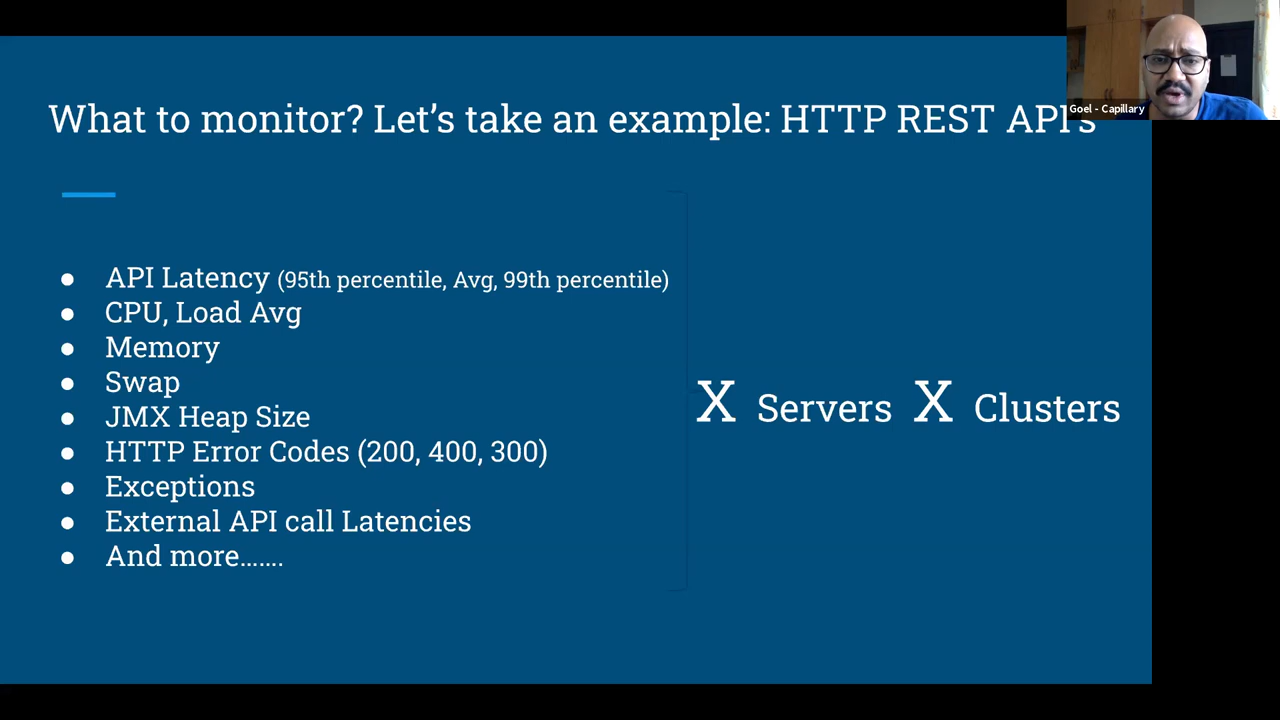 What to monitor? Let's take an example: HTTP REST API's
Goel - Capillary
● API Latency (95th percentile, Avg, 99th percentile)
● CPU, Load Avg
● Memory
● Swap
● JMX Heap Size
● HTTP Error Codes (200, 400, 300)
● Exceptions
● External API call Latencies
● And more.......
X Servers X Clusters